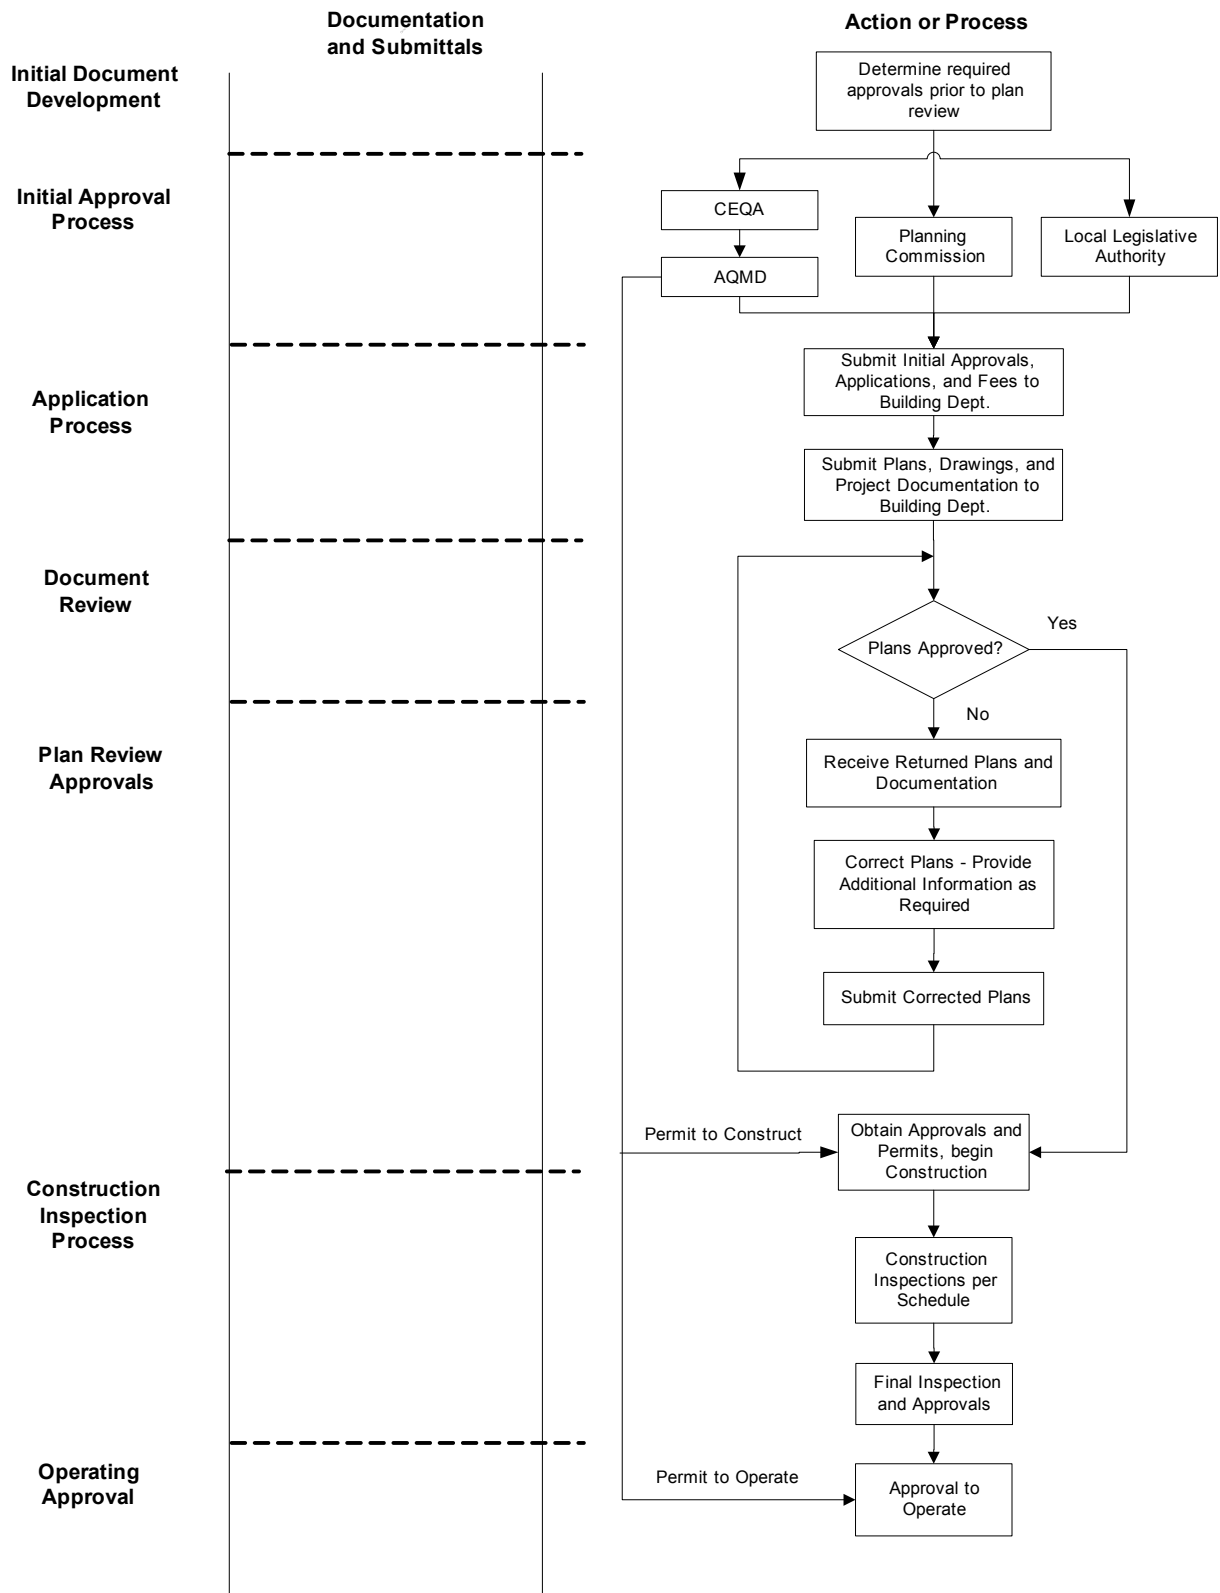 Documentation
and Submittals
Action or Process
Initial Document
Development
Determine required
approvals prior to plan
review
Initial Approval
Process
CEQA
Planning
Commission
Local Legislative
Authority
AQMD
Application
Process
Submit Initial Approvals,
Applications, and Fees to
Building Dept.
Submit Plans, Drawings, and
Project Documentation to
Building Dept.
Document
Review
Plans Approved?
Yes
No
Plan Review
Approvals
Receive Returned Plans and
Documentation
Correct Plans - Provide
Additional Information as
Required
Submit Corrected Plans
Permit to Construct
Obtain Approvals and
Permits, begin
Construction
Construction
Inspection
Process
Construction
Inspections per
Schedule
Final Inspection
and Approvals
Operating
Approval
Permit to Operate
Approval to
Operate